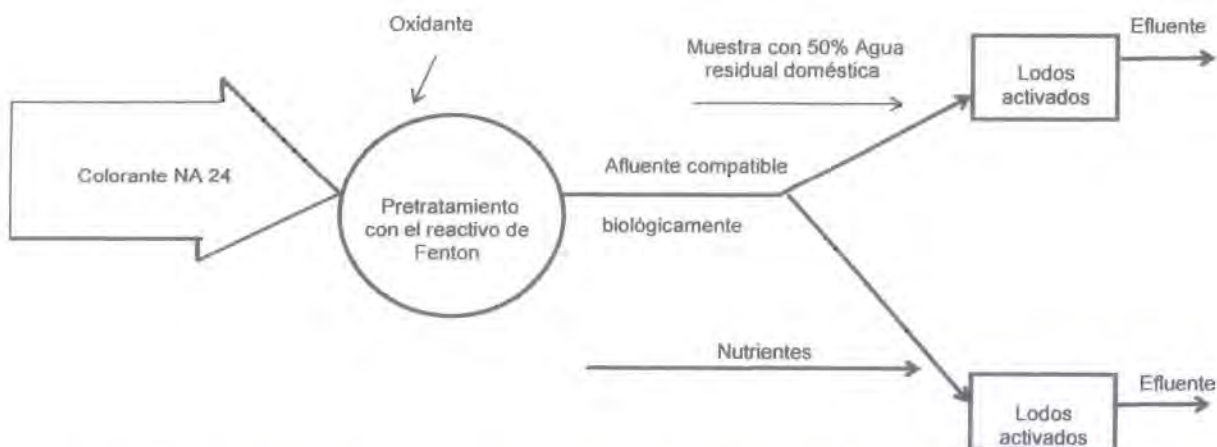 Oxidante
Efluente
Muestra con 50% Agua
residual doméstica
Lodos
activados
Colorante NA 24
Afluente compatible
biológicamente
Pretratamiento
con el reactivo de
Fenton
Nutrientes
Efluente
Lodos
activados